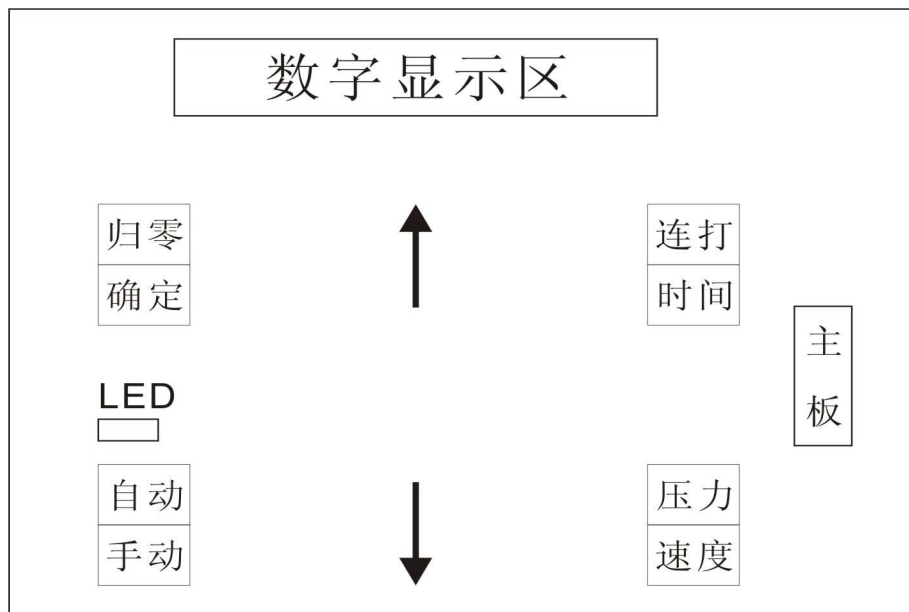 数字显示区
归零
确定
连打
时间
主板
LED
自动
手动
压力
速度